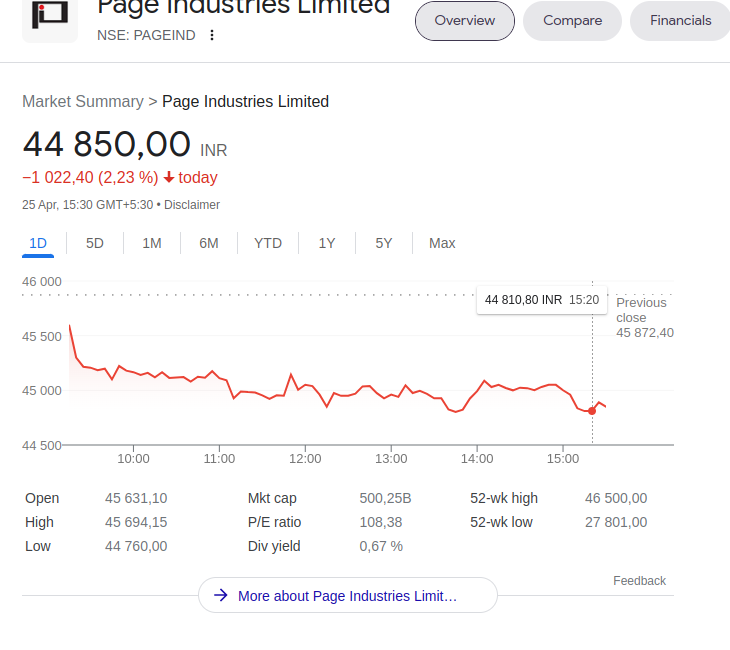 Page Industries Limited
NSE: PAGEIND
Overview
Compare
Financials
Market Summary > Page Industries Limited
44 850,00 INR
−1 022,40 (2,23 %) today
25 Apr, 15:30 GMT+5:30 • Disclaimer
1D 5D 1M 6M YTD 1Y 5Y Max
46 000
44 810,80 INR 15:20
Previous
close
45 872,40
45 500
45 000
44 500
10:00 11:00 12:00 13:00 14:00 15:00
Open 45 631,10 Mkt cap 500,25B 52-wk high 46 500,00
High 45 694,15 P/E ratio 108,38 52-wk low 27 801,00
Low 44 760,00 Div yield 0,67 %
Feedback
More about Page Industries Limit…